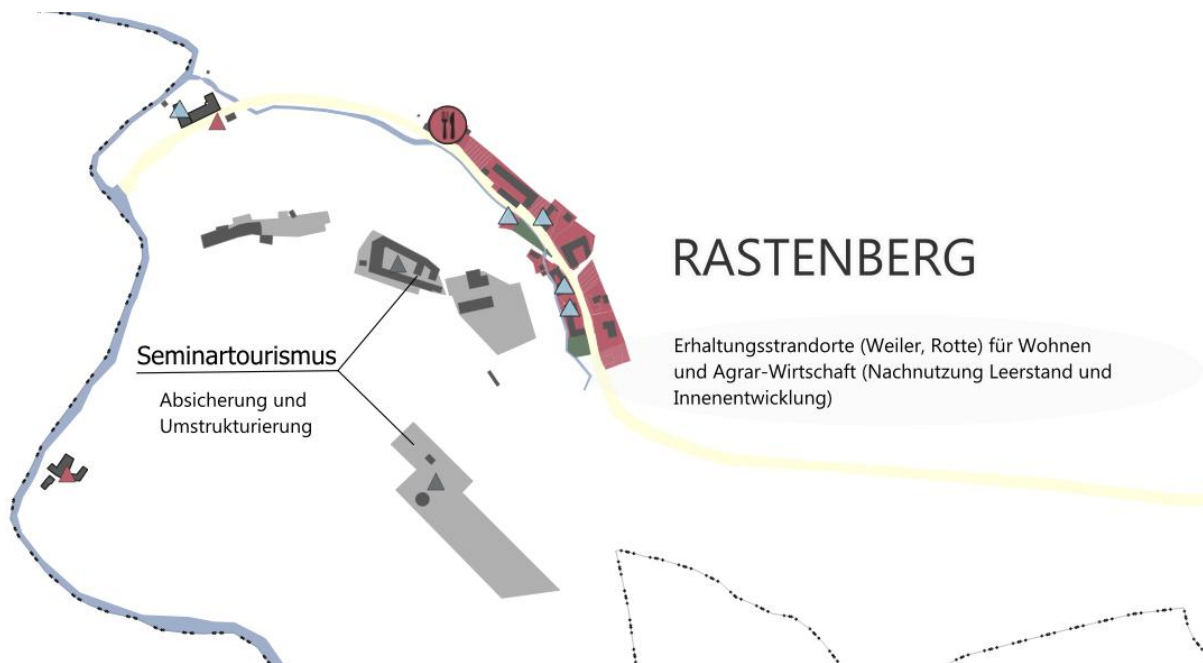 RASTENBERG
Erhaltungsstrandorte (Weiler, Rotte) für Wohnen
und Agrar-Wirtschaft (Nachnutzung Leerstand und
Innenentwicklung)
Seminartourismus
Absicherung und
Umstrukturierung